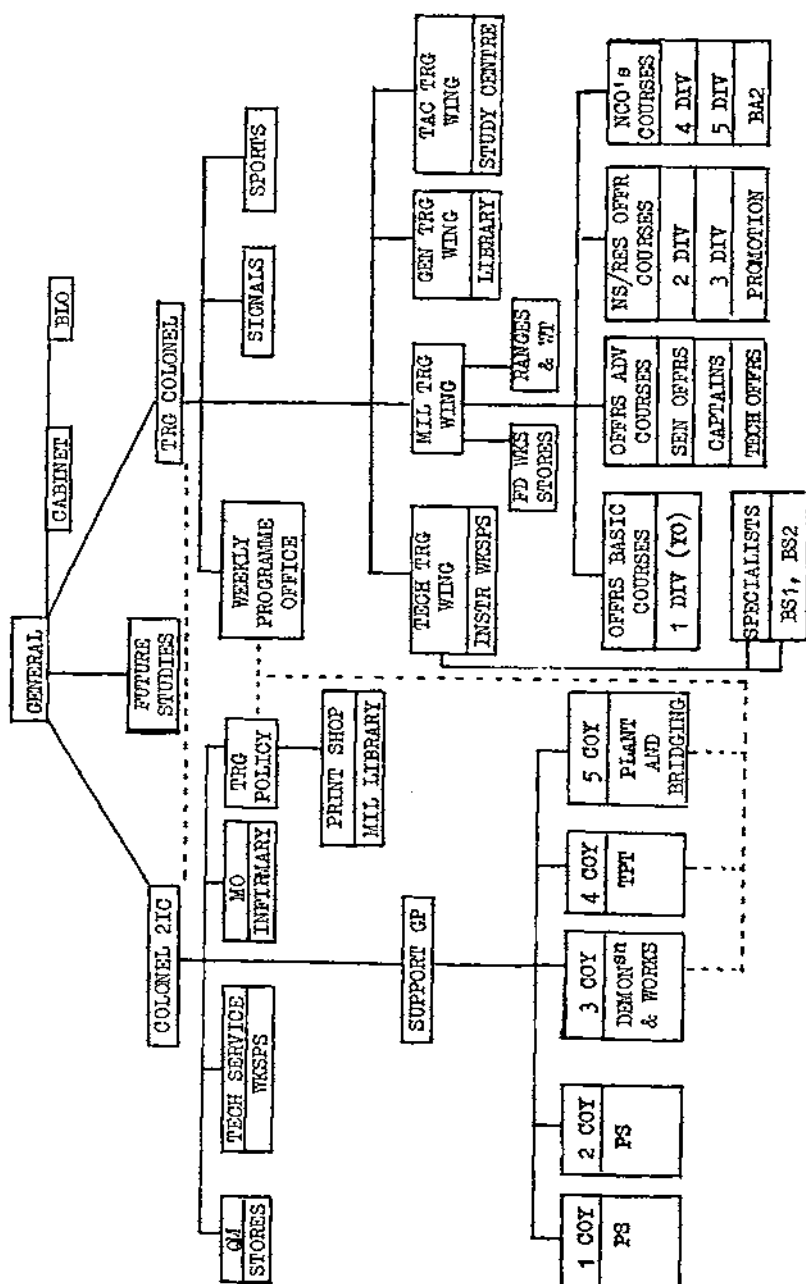 GENERAL
CABINET
BLO
FUTURE
STUDIES
COLONEL 2IC
TRG COLONEL
QM
STORES
TECH SERVICE
WKSPS
MO
INFIRMARY
TRG
POLICY
PRINT SHOP
MIL LIBRARY
WEEKLY
PROGRAMME
OFFICE
SIGNALS
SPORTS
SUPPORT GP
TECH TRG
WING
INSTR WKSPS
MIL TRG
WING
FD WKS
STORES
RANGES
& WT
GEN TRG
WING
LIBRARY
TAC TRG
WING
STUDY CENTRE
1 COY
PS
2 COY
PS
3 COY
DEMONSn
& WORKS
4 COY
TPT
5 COY
PLANT
AND
BRIDGING
OFFRS BASIC
COURSES
1 DIV (YO)
SPECIALISTS
BS1, BS2
OFFRS ADV
COURSES
SEN OFFRS
CAPTAINS
TECH OFFRS
NS/RES OFFR
COURSES
2 DIV
3 DIV
PROMOTION
NCO's
COURSES
4 DIV
5 DIV
BA2